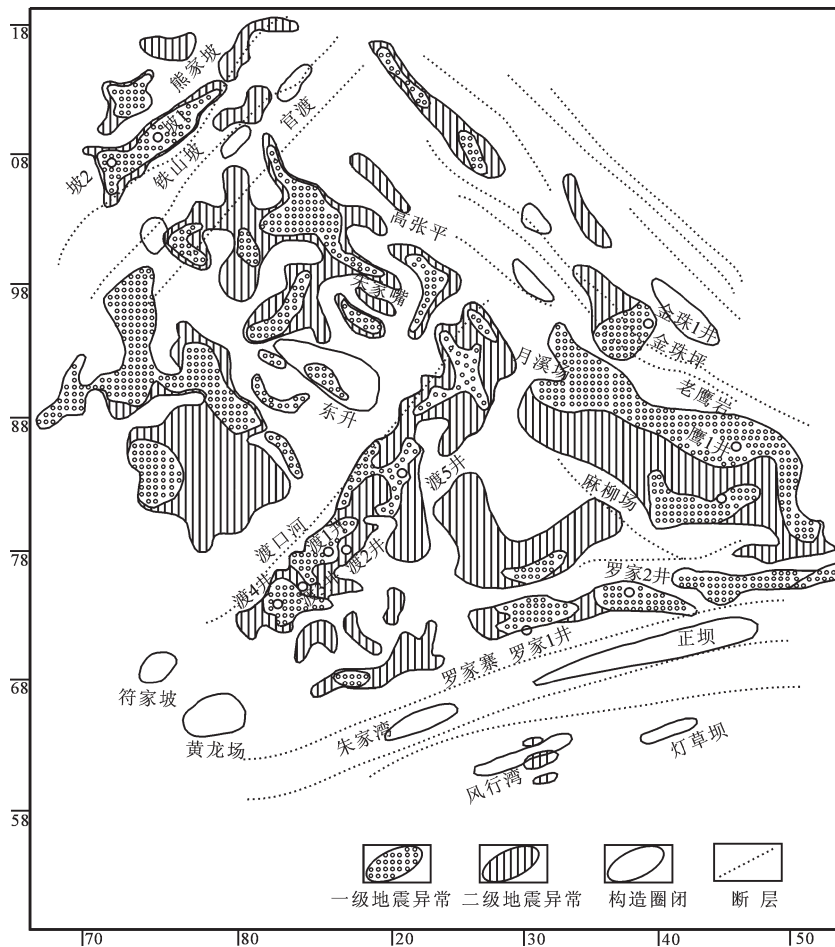 18
08
98
88
78
68
58
熊家坡
官渡
坡1
铁山坡
坡2
高张平
朱家嘴
金珠1井
金珠坪
月溪场
老鹰岩
东升
鹰1井
渡5井
麻柳场
渡口河
渡1井
渡2井
渡4井
罗家2井
罗家1井
罗家寨
正坝
符家坡
黄龙场
朱家湾
灯草坝
风行湾
一级地震异常
二级地震异常
构造圈闭
断层
70
80
20
30
40
50